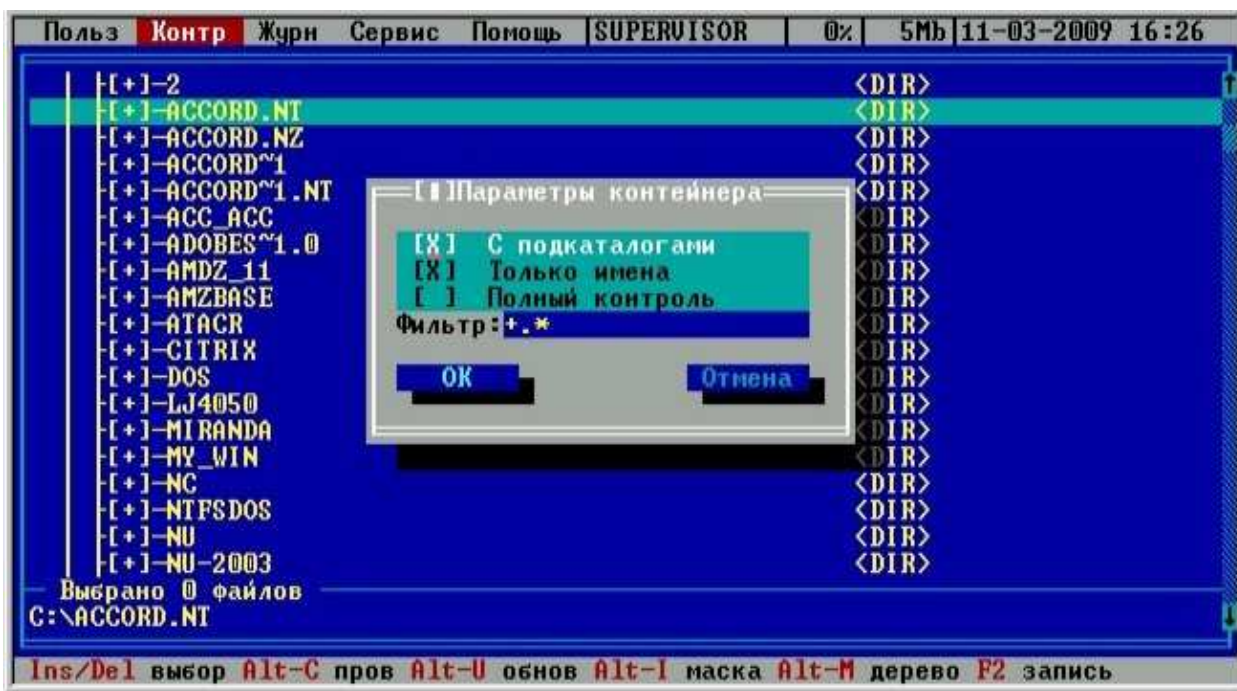 Польз Контр Журн Сервис Помощь SUPERVISOR 0% 5Mb 11-03-2009 16:26
[+]-2 <DIR>
[+]-ACCORD.NT <DIR>
[+]-ACCORD.NZ <DIR>
[+]-ACCORD~1 <DIR>
[+]-ACCORD~1.NT <DIR>
[+]-ACC_ACC <DIR>
[+]-ADOBES~1.0 <DIR>
[+]-AMDZ_11 <DIR>
[+]-AMZBASE <DIR>
[+]-ATACR <DIR>
[+]-CITRIX <DIR>
[+]-DOS <DIR>
[+]-LJ4050 <DIR>
[+]-MIRANDA <DIR>
[+]-MY_WIN <DIR>
[+]-NC <DIR>
[+]-NTFSDOS <DIR>
[+]-NU <DIR>
[+]-NU-2003 <DIR>
Параметры контейнера
[X] С подкаталогами
[X] Только имена
[ ] Полный контроль
Фильтр:+.*
OK Отмена
Выбрано 0 файлов
C:\ACCORD.NT
Ins/Del выбор Alt-C пров Alt-U обнов Alt-I маска Alt-M дерево F2 запись